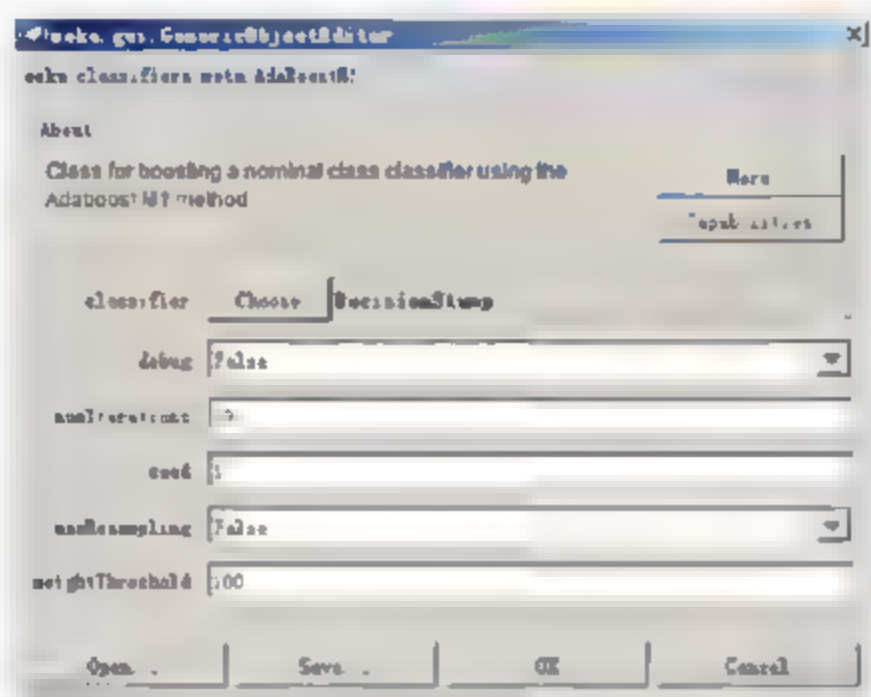 weka.gui.GenericObjectEditor
weka.classifiers.meta.AdaBoostM1
About
Class for boosting a nominal class classifier using the
Adaboost M1 method
More
Capabilities
classifier Choose DecisionStump
debug False
numIterations
seed 1
useResampling False
weightThreshold 100
Open...
Save...
OK
Cancel